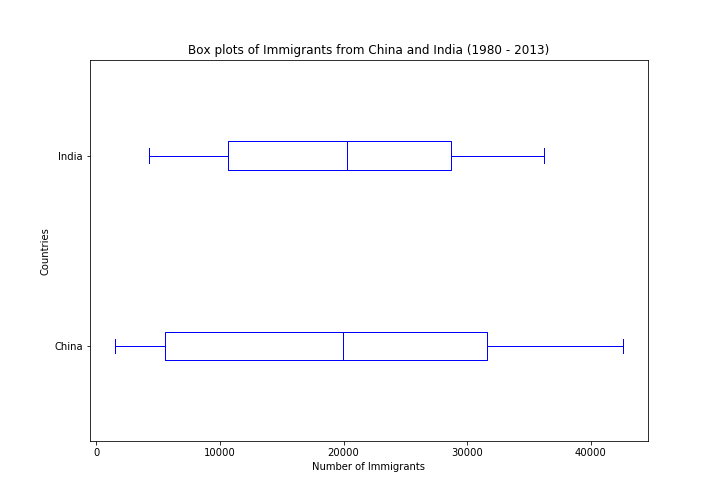 Box plots of Immigrants from China and India (1980 - 2013)
India
China
Countries
0 10000 20000 30000 40000
Number of Immigrants